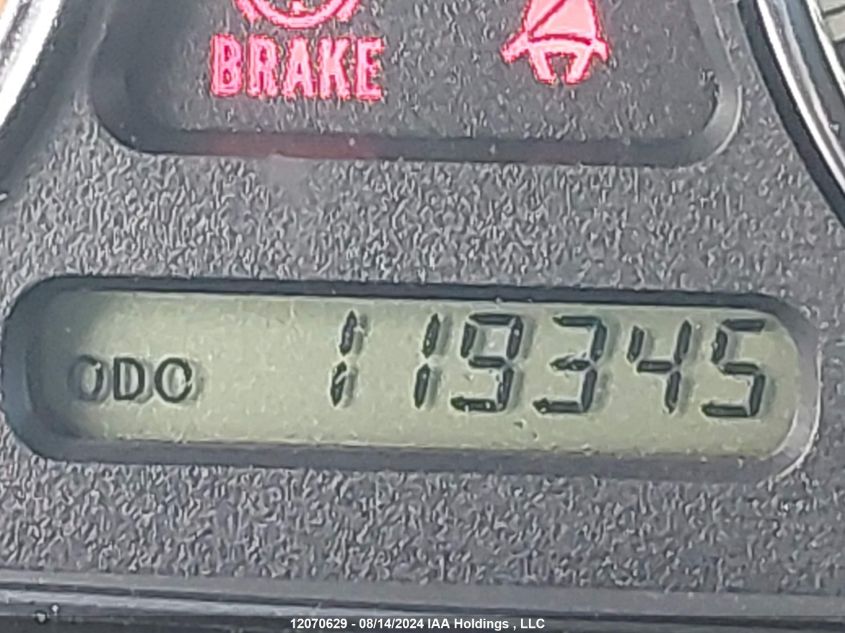 BRAKE
ODO 119345
12070629 - 08/14/2024 IAA Holdings , LLC